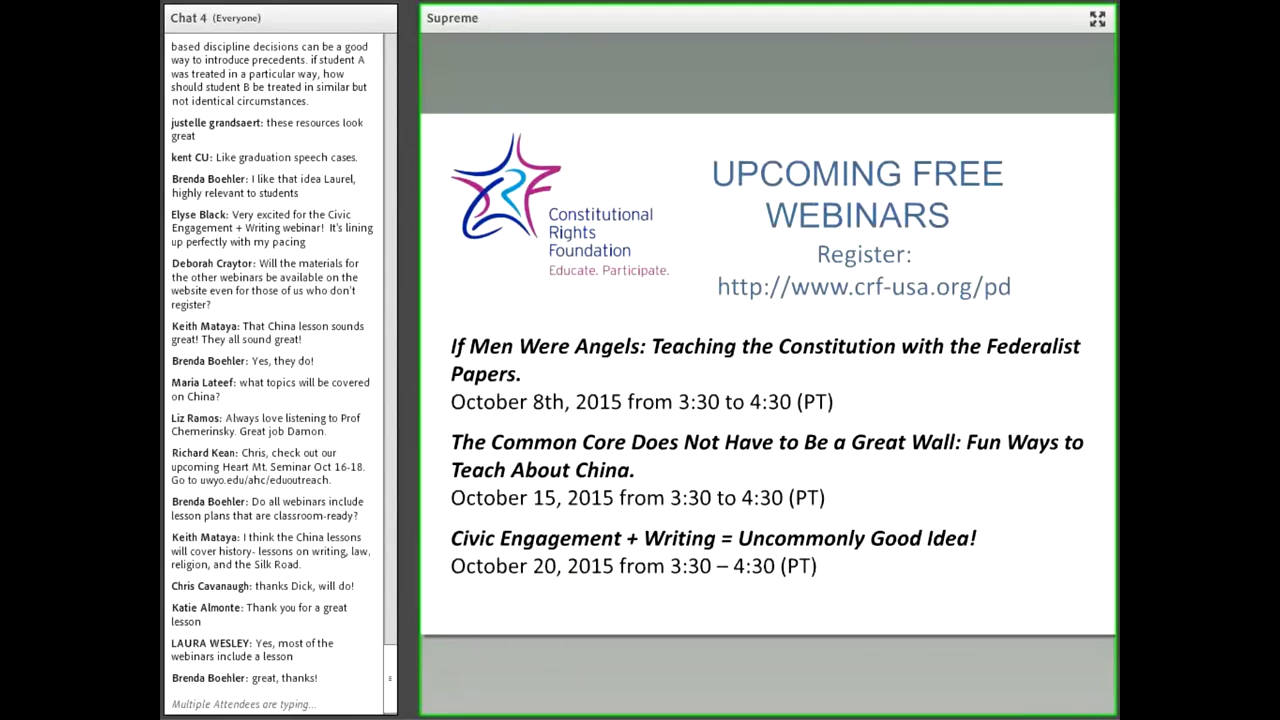 Chat 4 (Everyone)
based discipline decisions can be a good
way to introduce precedents. if student A
was treated in a particular way, how
should student B be treated in similar but
not identical circumstances.
justelle grandsaert: these resources look
great
kent CU: Like graduation speech cases.
Brenda Boehler: I like that idea Laurel,
highly relevant to students
Elyse Black: Very excited for the Civic
Engagement + Writing webinar! It's lining
up perfectly with my pacing
Deborah Craytor: Will the materials for
the other webinars be available on the
website even for those of us who don't
register?
Keith Mataya: That China lesson sounds
great! They all sound great!
Brenda Boehler: Yes, they do!
Maria Lateef: what topics will be covered
on China?
Liz Ramos: Always love listening to Prof
Chemerinsky. Great job Damon.
Richard Kean: Chris, check out our
upcoming Heart Mt. Seminar Oct 16-18.
Go to uwyo.edu/ahc/eduoutreach.
Brenda Boehler: Do all webinars include
lesson plans that are classroom-ready?
Keith Mataya: I think the China lessons
will cover history- lessons on writing, law,
religion, and the Silk Road.
Chris Cavanaugh: thanks Dick, will do!
Katie Almonte: Thank you for a great
lesson
LAURA WESLEY: Yes, most of the
webinars include a lesson
Brenda Boehler: great, thanks!
Multiple Attendees are typing...
Supreme
CRF
Constitutional
Rights
Foundation
Educate. Participate.
UPCOMING FREE
WEBINARS
Register:
http://www.crf-usa.org/pd
If Men Were Angels: Teaching the Constitution with the Federalist
Papers.
October 8th, 2015 from 3:30 to 4:30 (PT)
The Common Core Does Not Have to Be a Great Wall: Fun Ways to
Teach About China.
October 15, 2015 from 3:30 to 4:30 (PT)
Civic Engagement + Writing = Uncommonly Good Idea!
October 20, 2015 from 3:30 – 4:30 (PT)